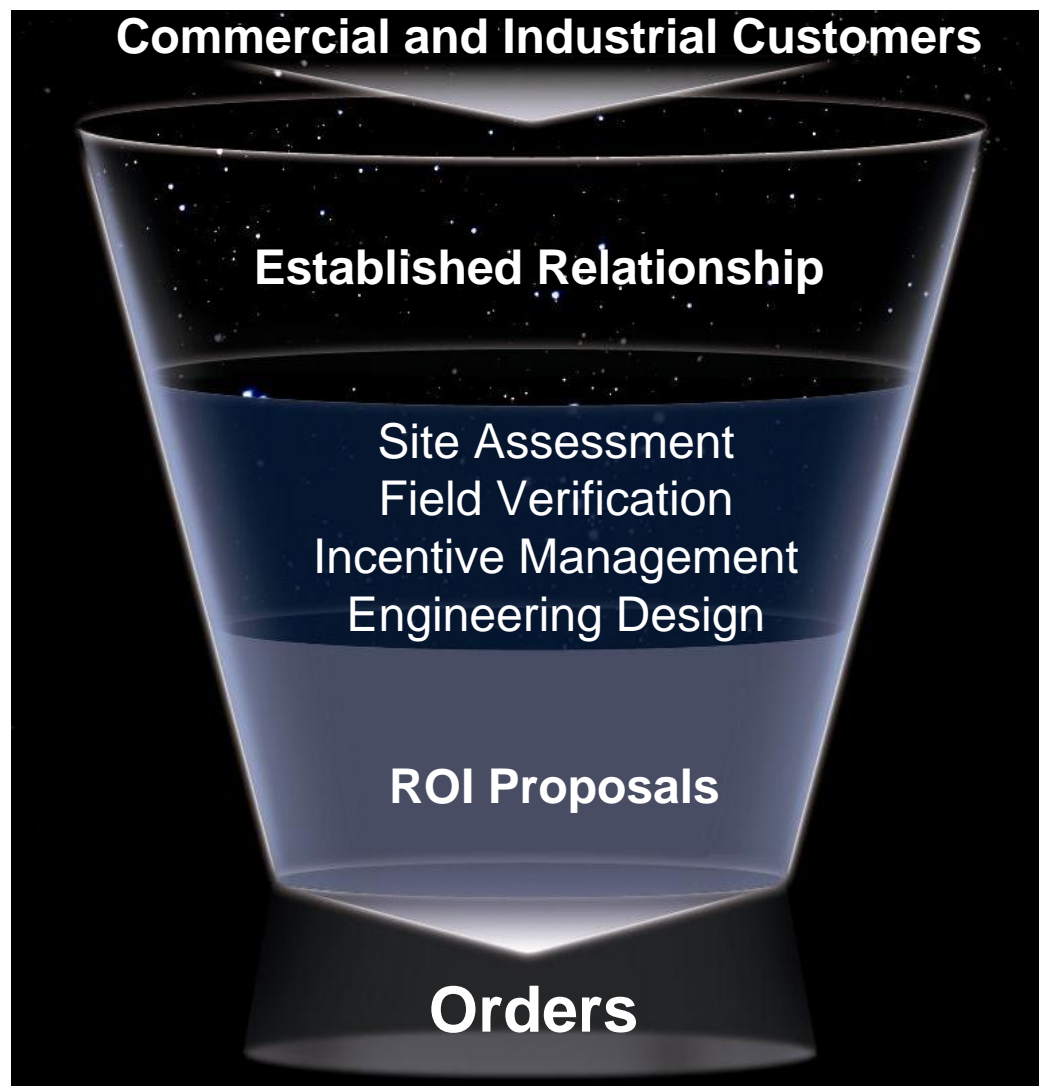 Commercial and Industrial Customers
Established Relationship
Site Assessment
Field Verification
Incentive Management
Engineering Design
ROI Proposals
Orders